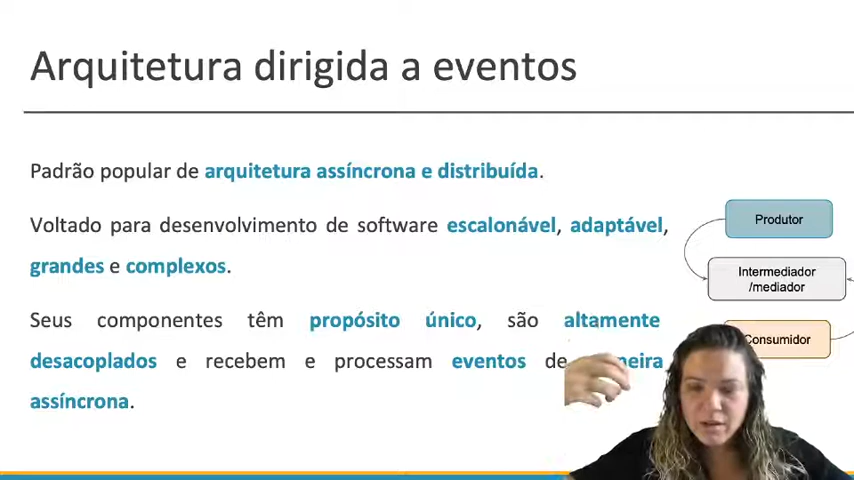 Arquitetura dirigida a eventos
Padrão popular de arquitetura assíncrona e distribuída.
Voltado para desenvolvimento de software escalonável, adaptável,
grandes e complexos.
Seus componentes têm propósito único, são altamente
desacoplados e recebem e processam eventos de
assíncrona.
Produtor
Intermediador
/mediador
Consumidor